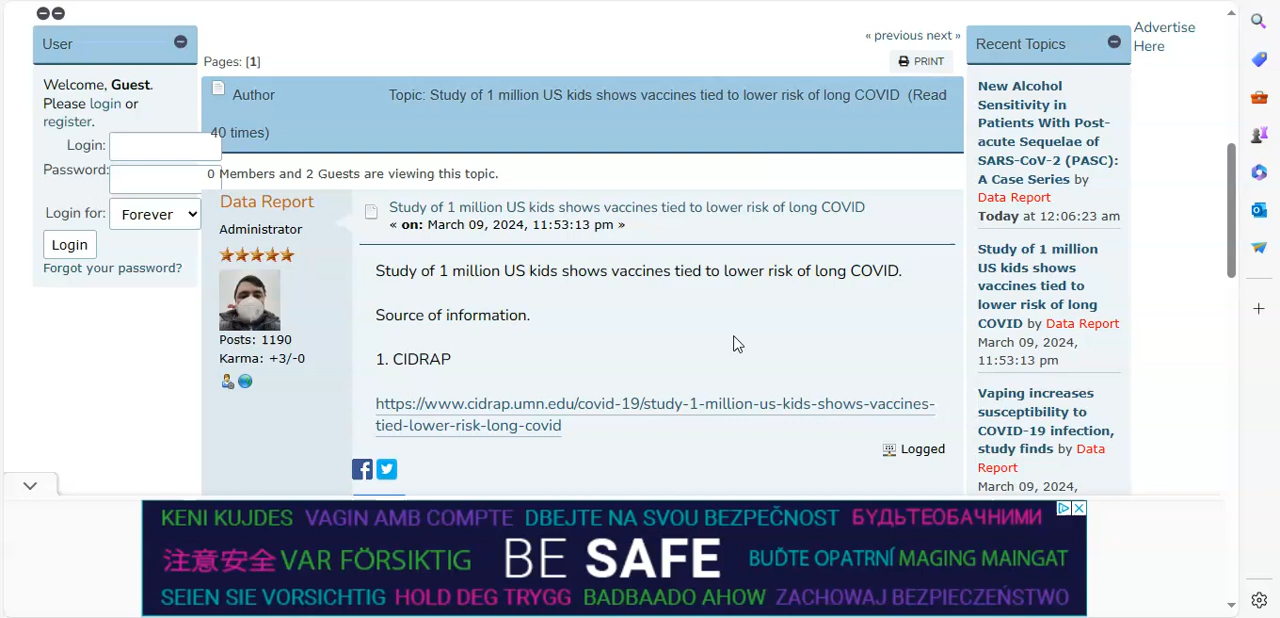 User
Welcome, Guest.
Please login or
register.
Login:
Password:
Login for: Forever
Login
Forgot your password?
« previous next »
Pages: [1]
PRINT
Author Topic: Study of 1 million US kids shows vaccines tied to lower risk of long COVID (Read
40 times)
0 Members and 2 Guests are viewing this topic.
Data Report
Administrator
Posts: 1190
Karma: +3/-0
Study of 1 million US kids shows vaccines tied to lower risk of long COVID
« on: March 09, 2024, 11:53:13 pm »
Study of 1 million US kids shows vaccines tied to lower risk of long COVID.
Source of information.
1. CIDRAP
https://www.cidrap.umn.edu/covid-19/study-1-million-us-kids-shows-vaccines-
tied-lower-risk-long-covid
Logged
Recent Topics
New Alcohol
Sensitivity in
Patients With Post-
acute Sequelae of
SARS-CoV-2 (PASC):
A Case Series by
Data Report
Today at 12:06:23 am
Study of 1 million
US kids shows
vaccines tied to
lower risk of long
COVID by Data Report
March 09, 2024,
11:53:13 pm
Vaping increases
susceptibility to
COVID-19 infection,
study finds by Data
Report
March 09, 2024,
Advertise
Here
KENI KUJDES VAGIN AMB COMPTE DBEJTE NA SVOU BEZPEČNOST БУДЬТЕОБАЧНИМИ
注意安全 VAR FÖRSIKTIG BE SAFE BUĎTE OPATRNÍ MAGING MAINGAT
SEIEN SIE VORSICHTIG HOLD DEG TRYGG BADBAADO AHOW ZACHOWAJ BEZPIECZEŃSTWO